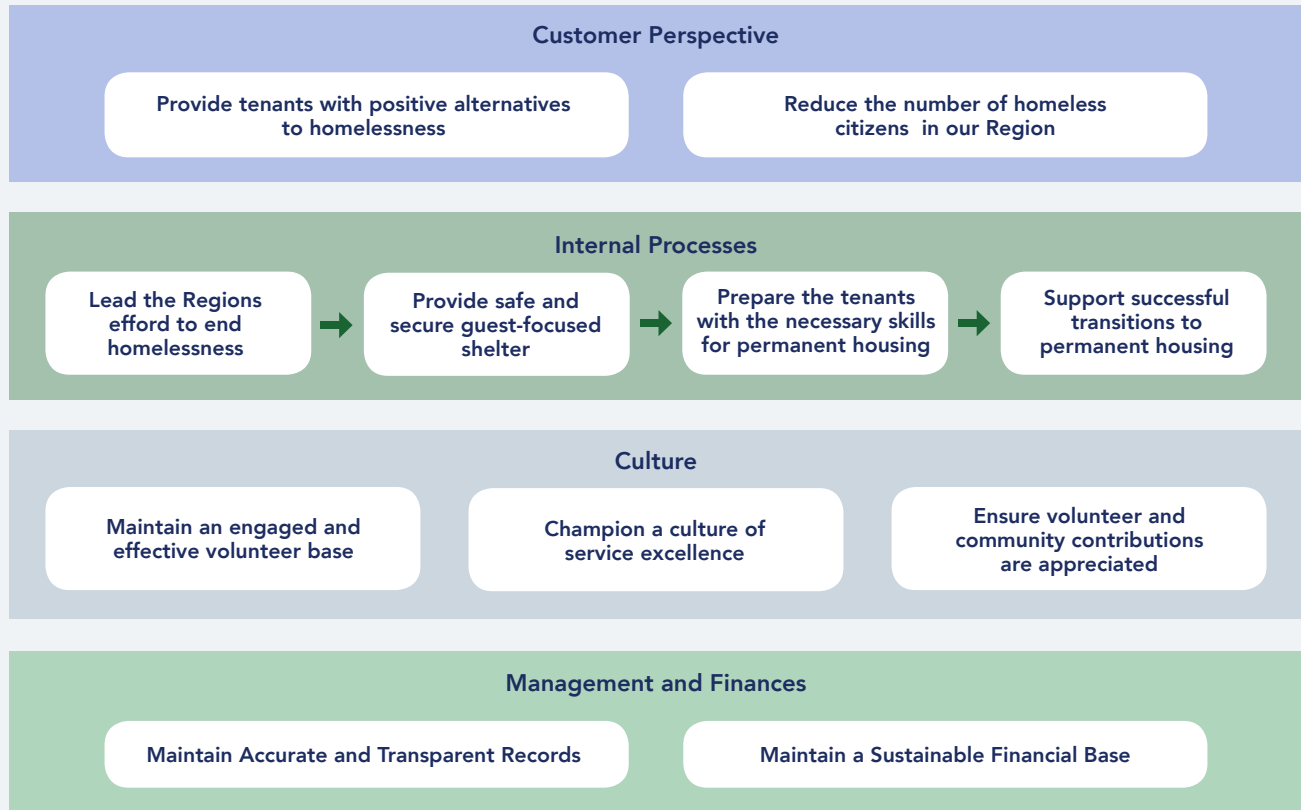 Customer Perspective
Provide tenants with positive alternatives
to homelessness
Reduce the number of homeless
citizens  in our Region
Internal Processes
Lead the Regions
efford to end
homelessness
Provide safe and
secure guest-focused
shelter
Prepare the tenants
with the necessary skills
for permanent housing
Support successful
transitions to
permanent housing
Culture
Maintain an engaged and
effective volunteer base
Champion a culture of
service excellence
Ensure volunteer and
community contributions
are appreciated
Management and Finances
Maintain Accurate and Transparent Records
Maintain a Sustainable Financial Base